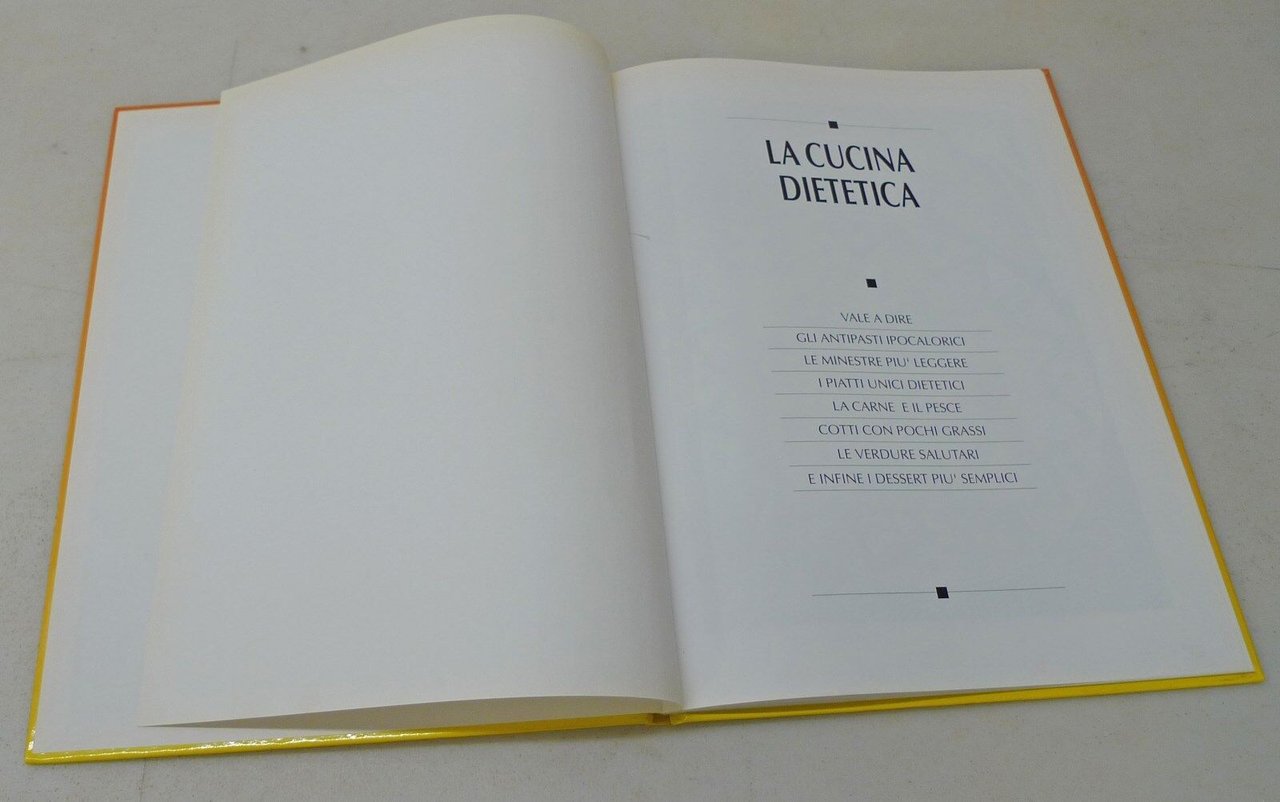 LA CUCINA
DIETETICA
VALE A DIRE
GLI ANTIPASTI IPOCALORICI
LE MINESTRE PIU' LEGGERE
I PIATTI UNICI DIETETICI
LA CARNE E IL PESCE
COTTI CON POCHI GRASSI
LE VERDURE SALUTARI
E INFINE I DESSERT PIU' SEMPLICI